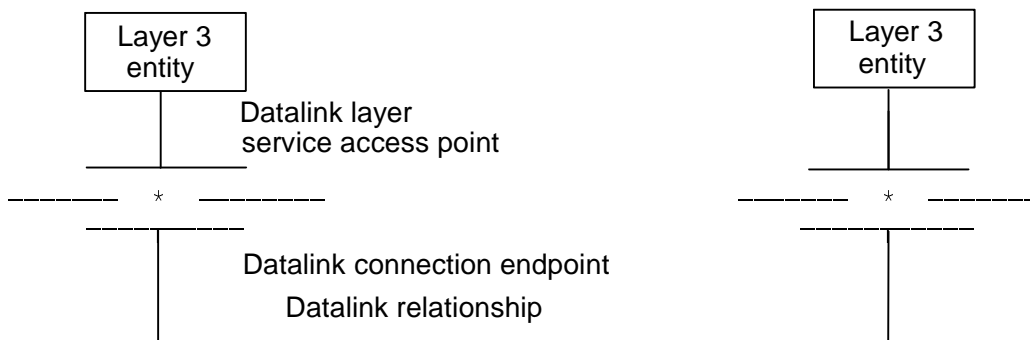 Layer 3
entity
Layer 3
entity
Datalink layer
service access point
*
*
Datalink connection endpoint
Datalink relationship